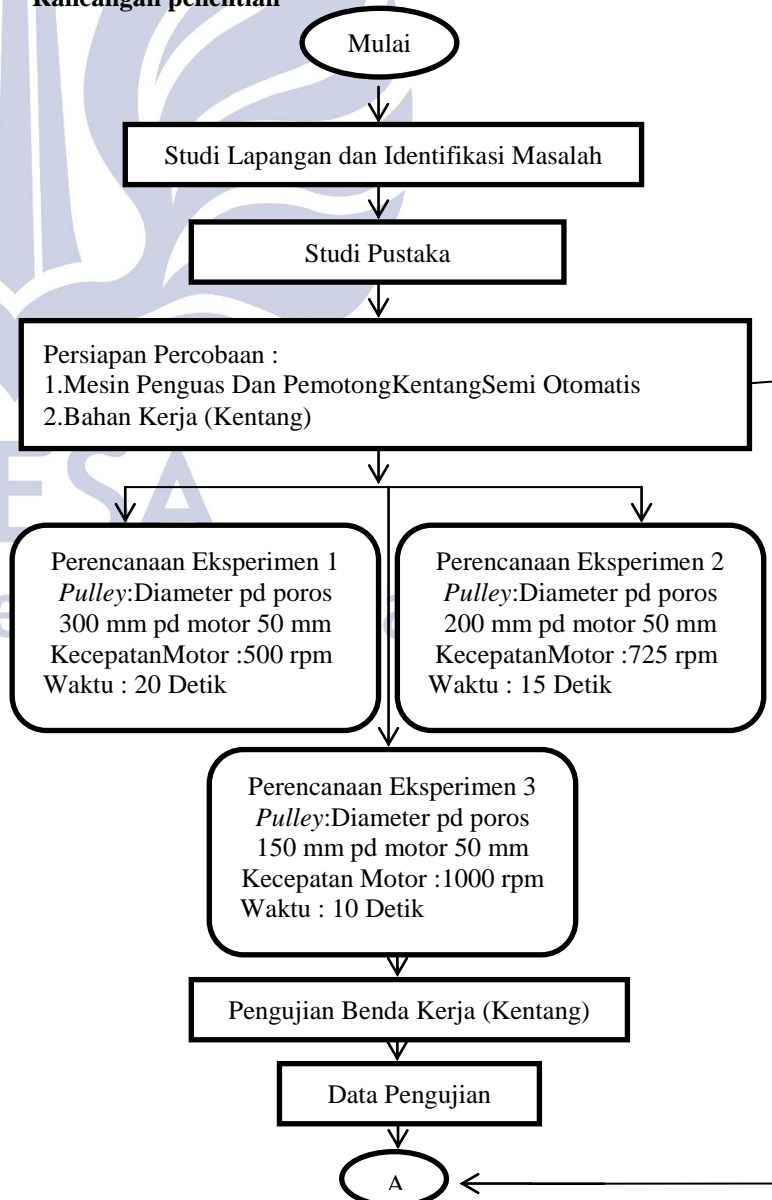 Rancangan penelitian
Mulai
Studi Lapangan dan Identifikasi Masalah
Studi Pustaka
Persiapan Percobaan :
1.Mesin Penguas Dan PemotongKentangSemi Otomatis
2.Bahan Kerja (Kentang)
ESA
Perencanaan Eksperimen 1
Pulley:Diameter pd poros
300 mm pd motor 50 mm
KecepatanMotor :500 rpm
Waktu : 20 Detik
Perencanaan Eksperimen 2
Pulley:Diameter pd poros
200 mm pd motor 50 mm
KecepatanMotor :725 rpm
Waktu : 15 Detik
Perencanaan Eksperimen 3
Pulley:Diameter pd poros
150 mm pd motor 50 mm
Kecepatan Motor :1000 rpm
Waktu : 10 Detik
Pengujian Benda Kerja (Kentang)
Data Pengujian
A